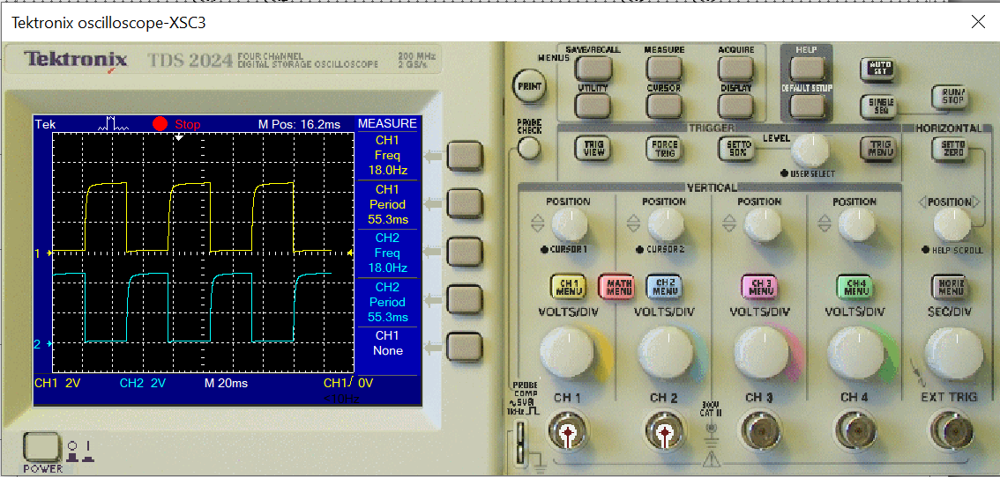 Tektronix oscilloscope-XSC3
Tektronix TDS 2024 FOUR CHANNEL
DIGITAL STORAGE OSCILLOSCOPE
200 MHz
2 GS/s
Tek Stop M Pos: 16.2ms MEASURE
CH1
Freq
18.0Hz
CH1
Period
55.3ms
CH2
Freq
18.0Hz
CH2
Period
55.3ms
CH1
None
1
2
CH1 2V CH2 2V M 20ms CH1 0V
<10Hz
POWER
MENUS
SAVE/RECALL MEASURE ACQUIRE HELP
UTILITY CURSOR DISPLAY DEFAULT SETUP
AUTO
SET
SINGLE
SEQ
RUN/
STOP
PRINT
PROBE
CHECK
TRIGGER
TRIG
VIEW
FORCE
TRIG
SET TO
50%
LEVEL
USER SELECT
TRIG
MENU
HORIZONTAL
SET TO
ZERO
VERTICAL
POSITION POSITION POSITION POSITION POSITION
CURSOR 1 CURSOR 2 HELP SCROLL
CH 1
MENU
MATH
MENU
CH 2
MENU
CH 3
MENU
CH 4
MENU
HORIZ
MENU
VOLTS/DIV VOLTS/DIV VOLTS/DIV VOLTS/DIV SEC/DIV
PROBE
COMP
~5V@
1kHz
CH 1 CH 2 CH 3 CH 4 EXT TRIG
300V
CAT II